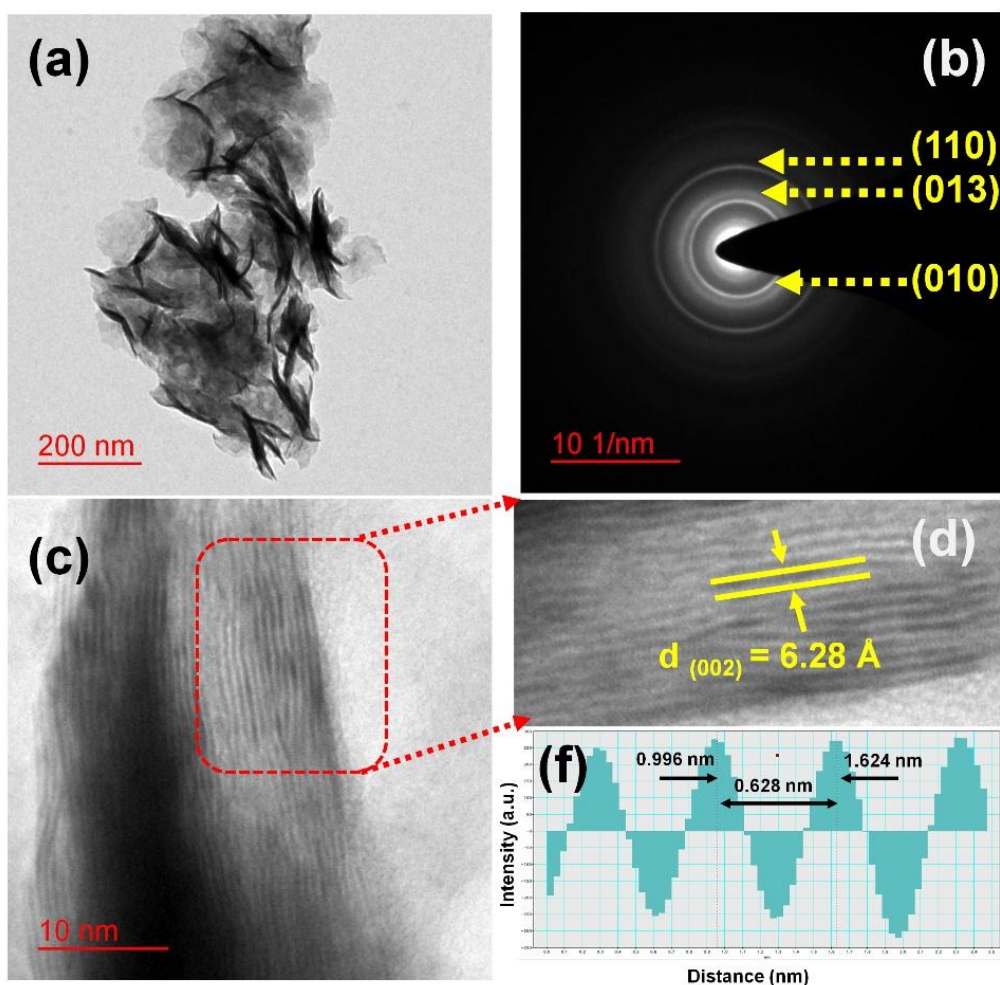 (a)
200 nm
(b)
(110)
(013)
(010)
10 1/nm
(c)
10 nm
(d)
d (002) = 6.28 Å
(f)
0.996 nm
1.624 nm
0.628 nm
Intensity (a.u.)
Distance (nm)